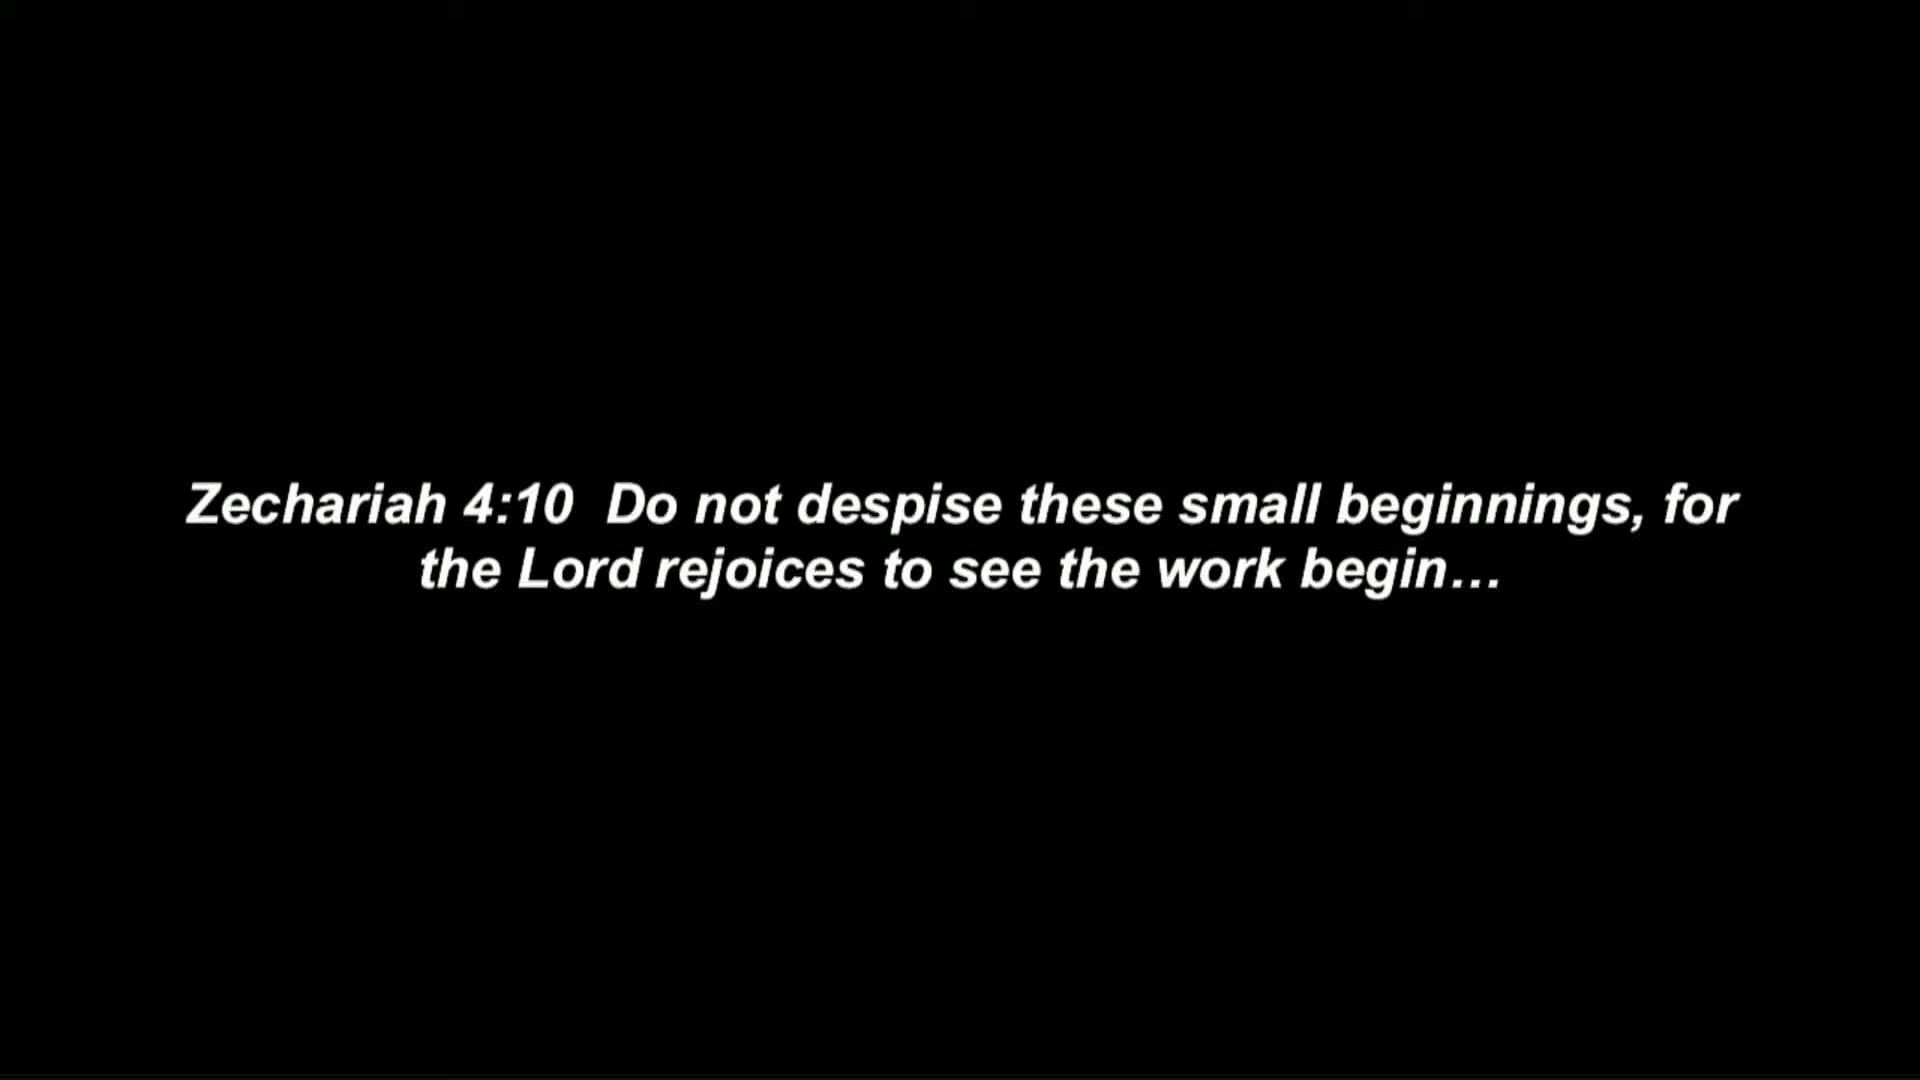 Zechariah 4:10  Do not despise these small beginnings, for
the Lord rejoices to see the work begin…